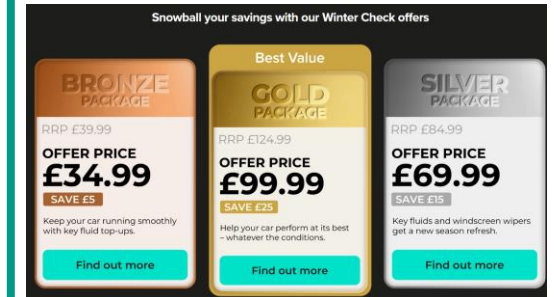 Snowball your savings with our Winter Check offers
BRONZE
PACKAGE
RRP £39.99
OFFER PRICE
£34.99
SAVE £5
Keep your car running smoothly
with key fluid top-ups.
Find out more
Best Value
GOLD
PACKAGE
RRP £124.99
OFFER PRICE
£99.99
SAVE £25
Help your car perform at its best
– whatever the conditions.
Find out more
SILVER
PACKAGE
RRP £84.99
OFFER PRICE
£69.99
SAVE £15
Key fluids and windscreen wipers
get a new season refresh.
Find out more